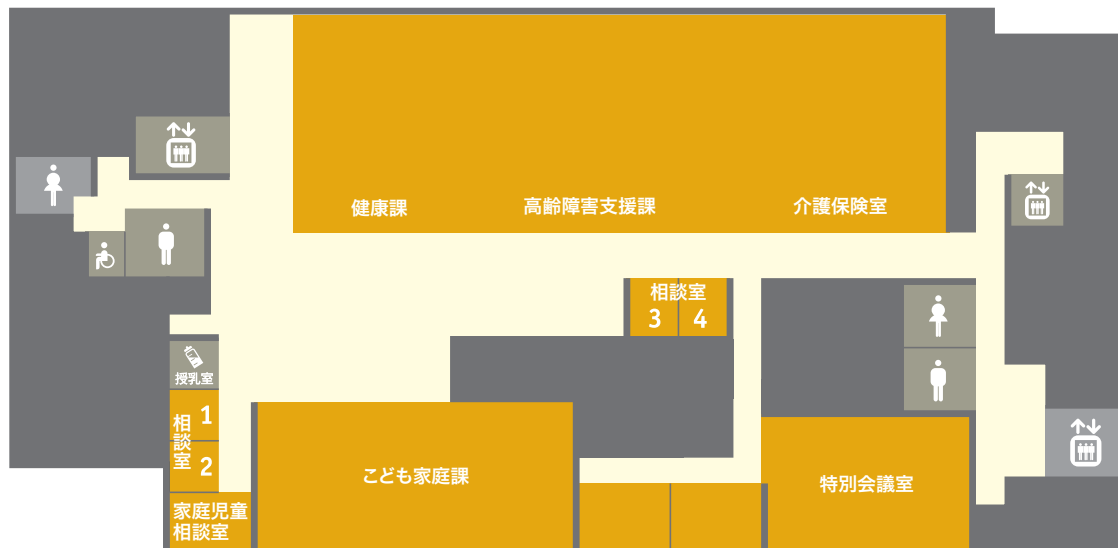 健康課
高齢障害支援課
介護保険室
相談室
3
4
授乳室
相談室
1
2
こども家庭課
特別会議室
家庭児童
相談室